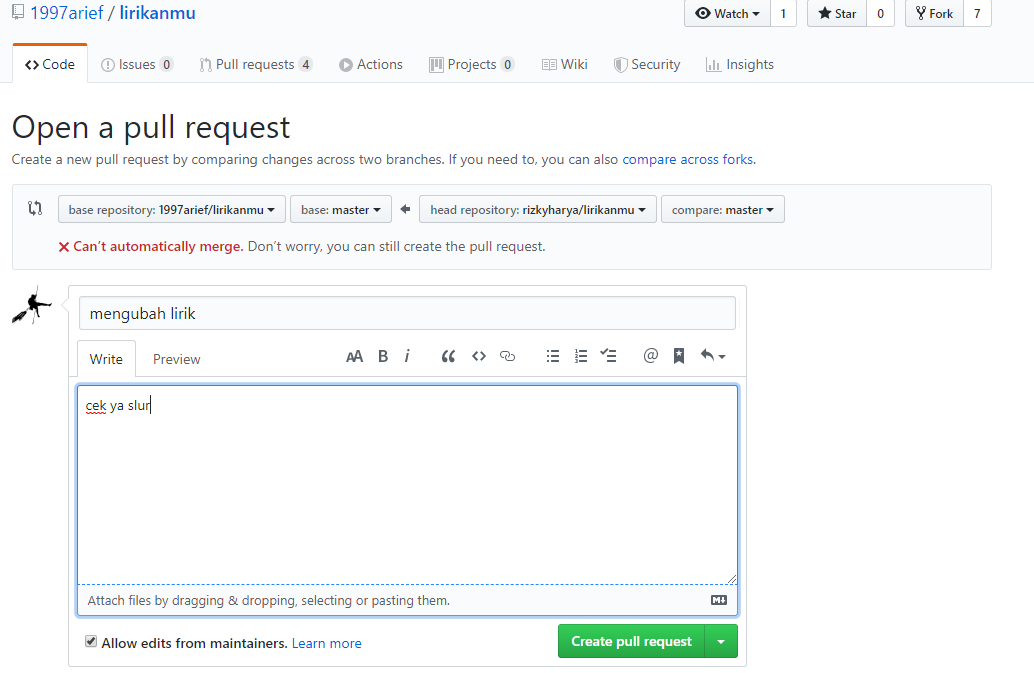 1997arief / lirikanmu
Watch 1 Star 0 Fork 7
Code Issues 0 Pull requests 4 Actions Projects 0 Wiki Security Insights
Open a pull request
Create a new pull request by comparing changes across two branches. If you need to, you can also compare across forks.
base repository: 1997arief/lirikanmu base: master head repository: rizkyharya/lirikanmu compare: master
Can't automatically merge. Don't worry, you can still create the pull request.
mengubah lirik
Write Preview AA B i @
cek ya slur
Attach files by dragging & dropping, selecting or pasting them. M
Allow edits from maintainers. Learn more Create pull request